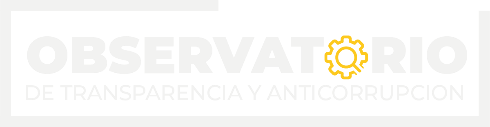 OBSERVATORIO
DE TRANSPARENCIA Y ANTICORRUPCION